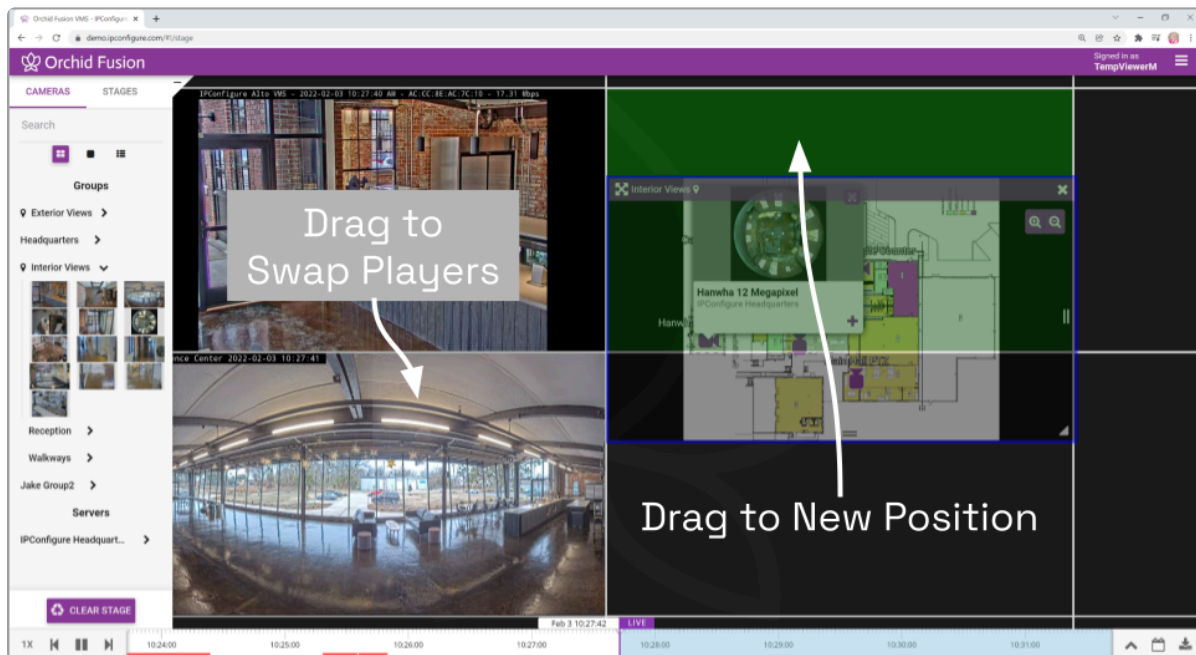 Orchid Fusion VMS - IPConfigur
demo.ipconfigure.com/#!/stage
Orchid Fusion
Signed in as
TempViewerM
CAMERAS
STAGES
Search
Groups
Exterior Views
Headquarters
Interior Views
Reception
Walkways
Jake Group2
Servers
IPConfigure Headquart...
CLEAR STAGE
IPConfigure Alto VMS - 2022-02-03 10:27:40 AM - AC:CC:8E:AC:7C:10 - 17.31 Mbps
Drag to
Swap Players
ence Center 2022-02-03 10:27:41
Interior Views
Hanwha 12 Megapixel
IPConfigure Headquarters
Hanwh
PTZ
Drag to New Position
Feb 3 10:27:42
LIVE
1X
10:24:00
10:25:00
10:26:00
10:27:00
10:28:00
10:29:00
10:30:00
10:31:00